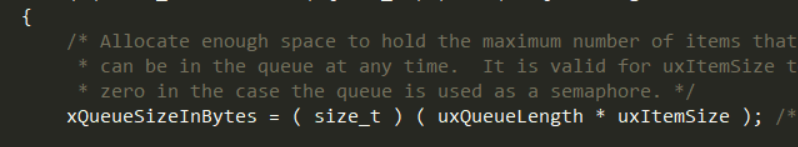 {
/* Allocate enough space to hold the maximum number of items that
* can be in the queue at any time.  It is valid for uxItemSize t
* zero in the case the queue is used as a semaphore. */
xQueueSizeInBytes = ( size_t ) ( uxQueueLength * uxItemSize ); /*